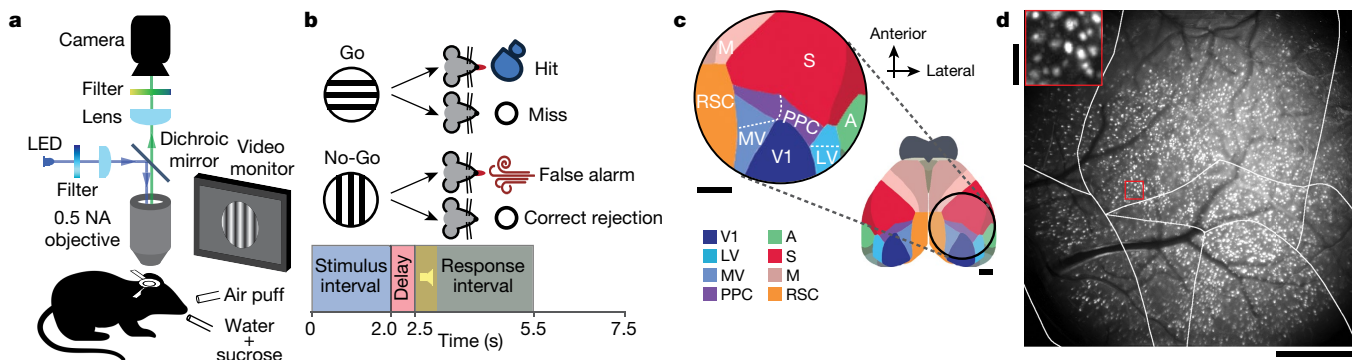 a
Camera
Filter
Lens
LED
Dichroic
mirror
Video
monitor
Filter
0.5 NA
objective
Air puff
Water
+
sucrose
b
Go
Hit
Miss
No-Go
False alarm
Correct rejection
Stimulus
interval
Delay
Response
interval
0
2.0
2.5
5.5
7.5
Time (s)
c
Anterior
Lateral
M
S
RSC
PPC
A
MV
V1
LV
V1
LV
MV
PPC
A
S
M
RSC
d